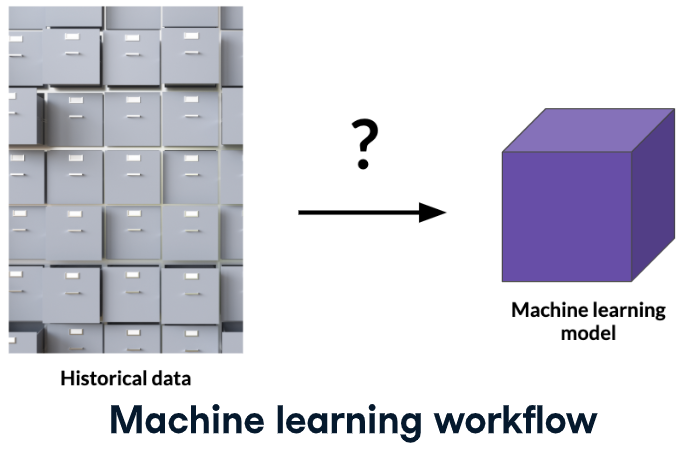 ?
Machine learning
model
Historical data
Machine learning workflow